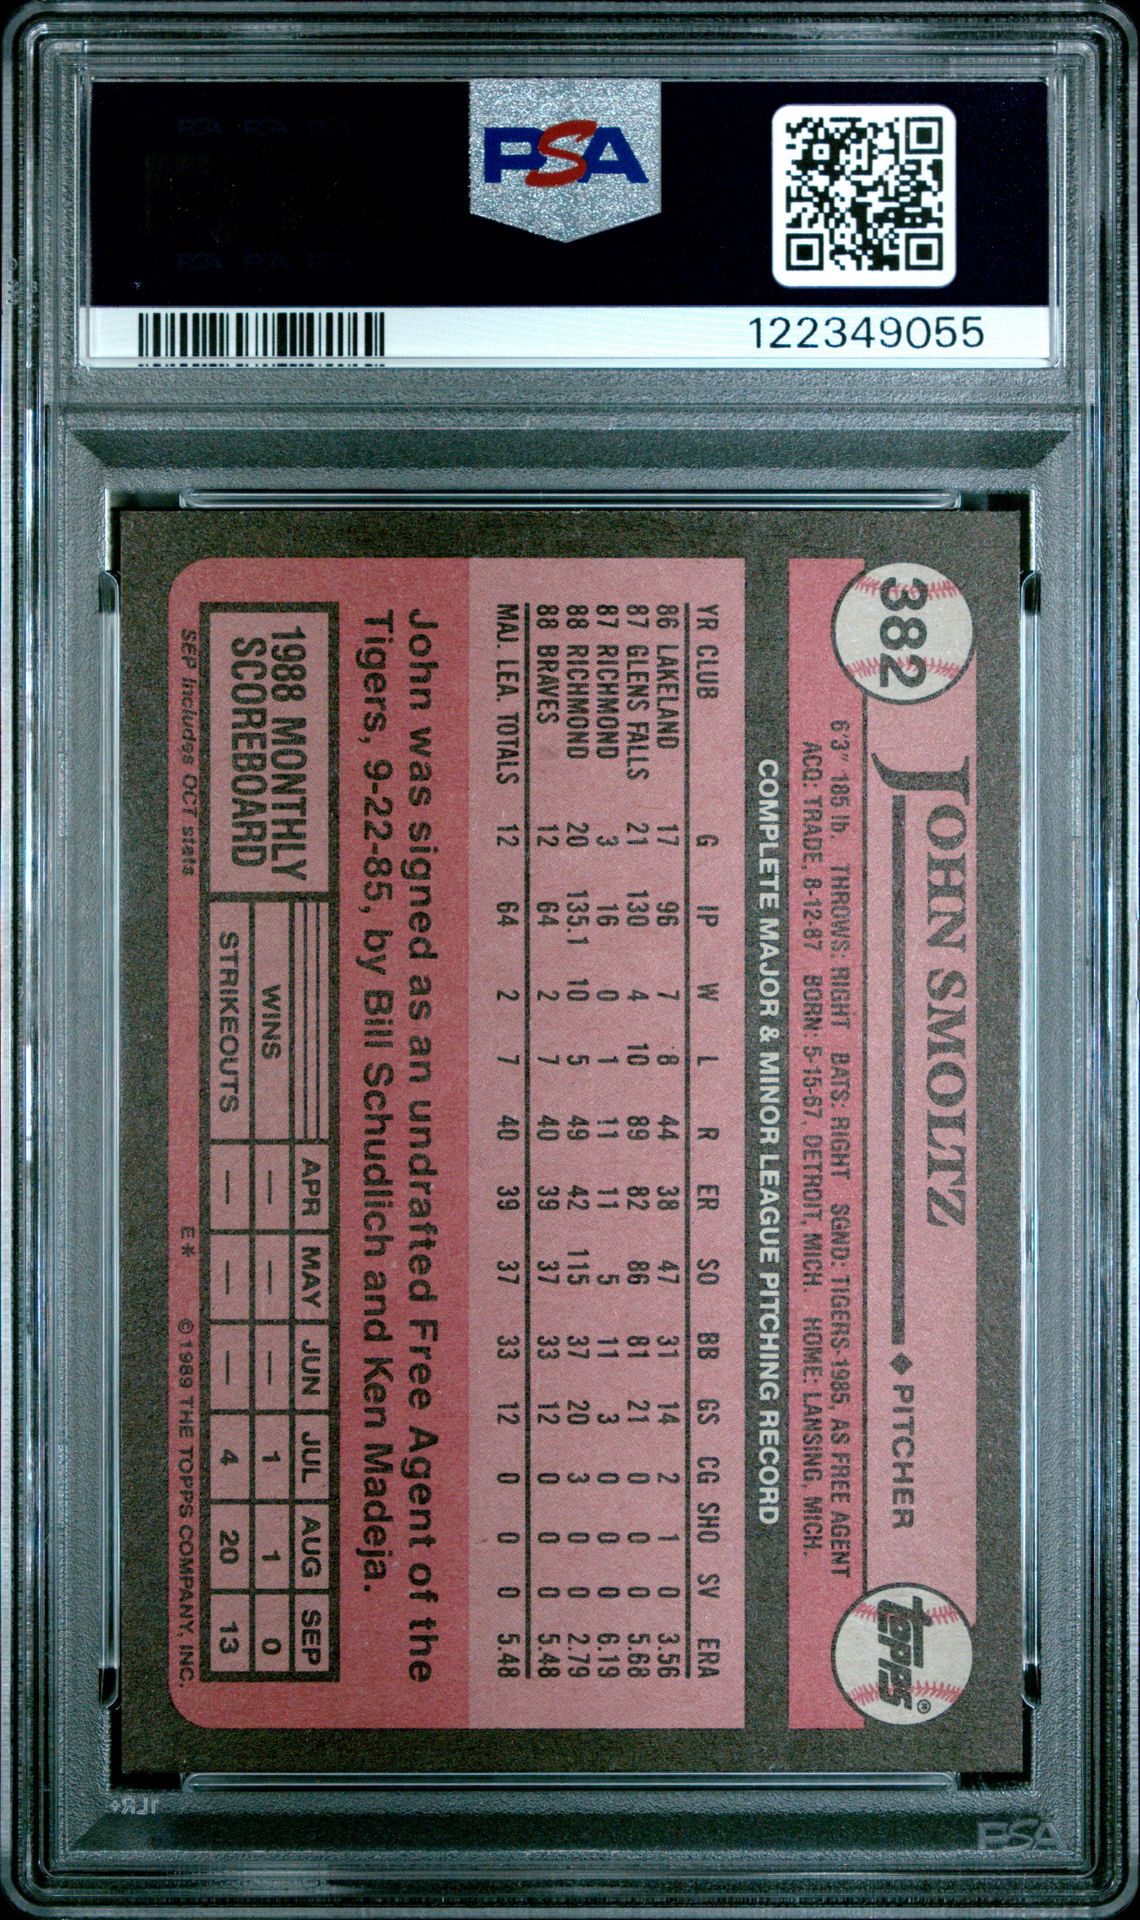 PSA
122349055
382
JOHN SMOLTZ
◆ PITCHER
TOPPS®
6'3" 185 lb. THROWS: RIGHT BATS: RIGHT SGND: TIGERS-1985, AS FREE AGENT
ACQ: TRADE, 8-12-87 BORN: 5-15-67, DETROIT, MICH. HOME: LANSING, MICH.
COMPLETE MAJOR & MINOR LEAGUE PITCHING RECORD
YR CLUB G IP W L R ER SO BB GS CG SHO SV ERA
86 LAKELAND 17 96 7 8 44 38 47 31 14 2 1 0 3.56
87 GLENS FALLS 21 130 4 10 89 82 86 81 21 0 0 0 5.68
87 RICHMOND 3 16 0 1 11 11 5 11 3 0 0 0 6.19
88 RICHMOND 20 135.1 10 5 49 42 115 37 20 3 0 0 2.79
88 BRAVES 12 64 2 7 40 39 37 33 12 0 0 0 5.48
MAJ. LEA. TOTALS 12 64 2 7 40 39 37 33 12 0 0 0 5.48
John was signed as an undrafted Free Agent of the
Tigers, 9-22-85, by Bill Schudlich and Ken Madeja.
1988 MONTHLY
SCOREBOARD
APR MAY JUN JUL AUG SEP
WINS — — — 1 1 0
STRIKEOUTS — — — 4 20 13
SEP includes OCT stats
E* © 1989 THE TOPPS COMPANY, INC.
1LR+
PSA